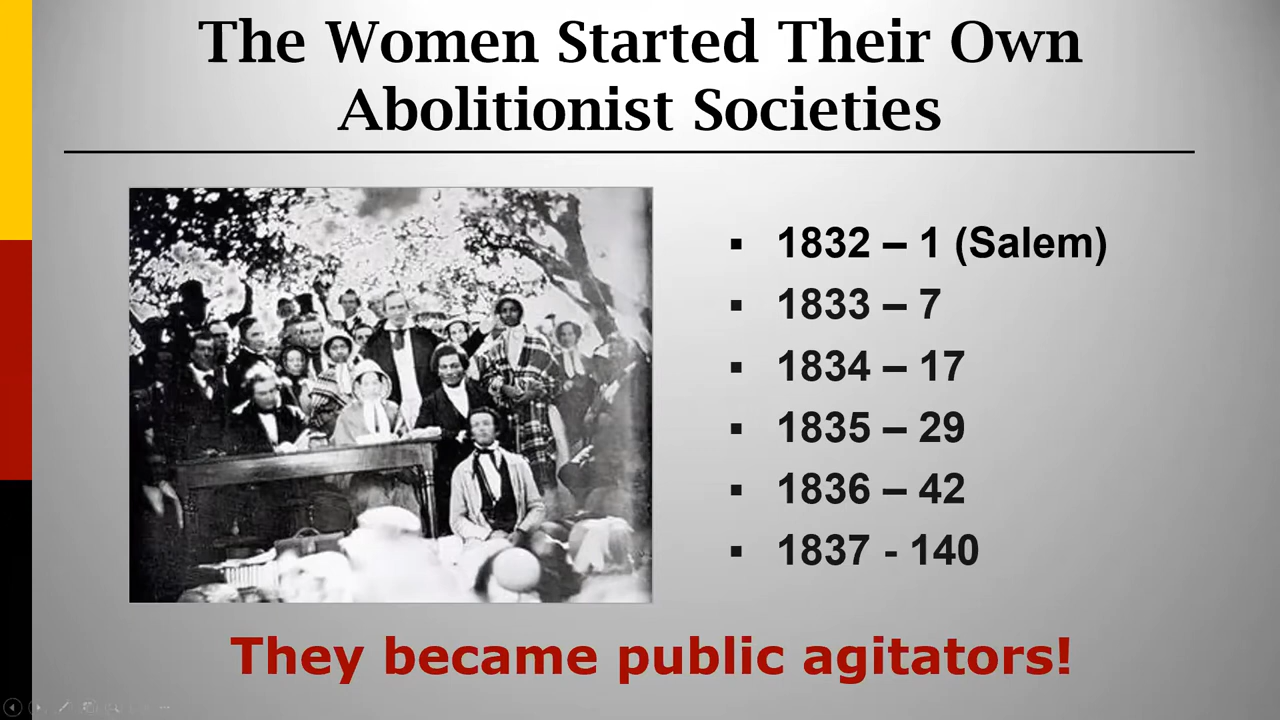 The Women Started Their Own
Abolitionist Societies
▪ 1832 – 1 (Salem)
▪ 1833 – 7
▪ 1834 – 17
▪ 1835 – 29
▪ 1836 – 42
▪ 1837 - 140
They became public agitators!